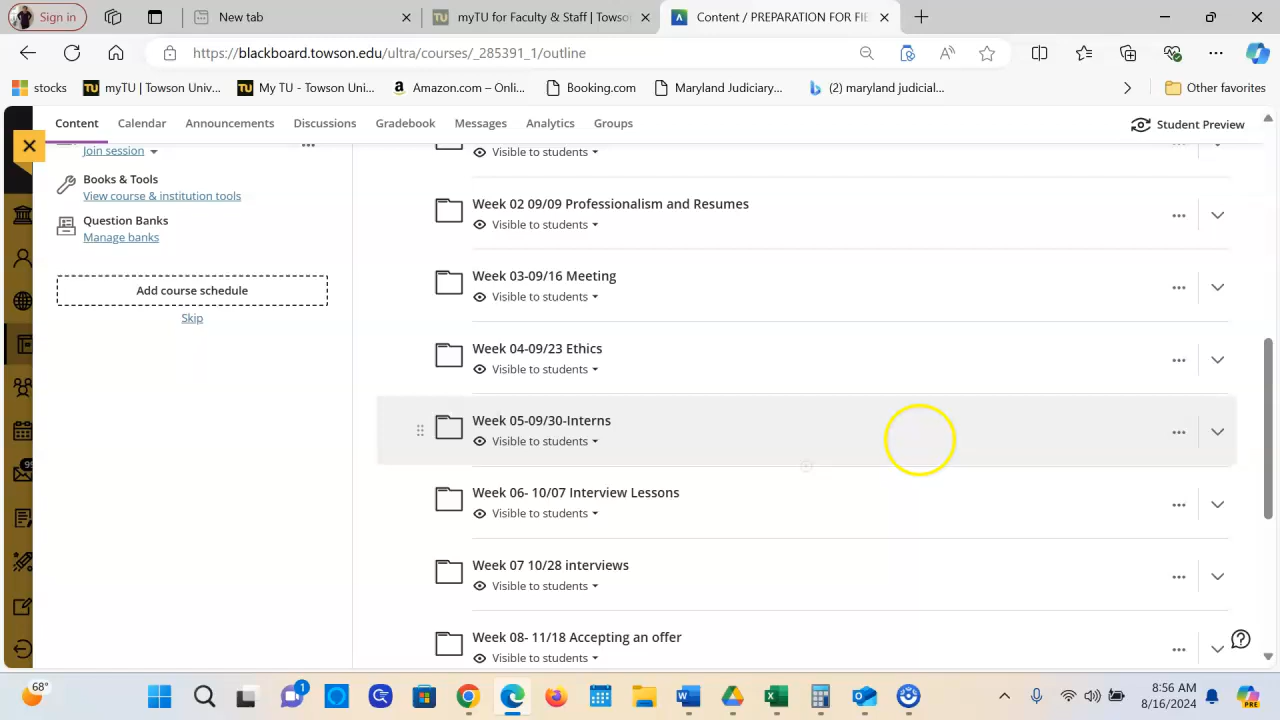 New tab
myTU for Faculty & Staff | Towso
Content / PREPARATION FOR FIE
https://blackboard.towson.edu/ultra/courses/_285391_1/outline
stocks
myTU | Towson Univ...
My TU - Towson Uni...
Amazon.com – Onli...
Booking.com
Maryland Judiciary...
(2) maryland judicial...
Other favorites
Content
Calendar
Announcements
Discussions
Gradebook
Messages
Analytics
Groups
Student Preview
Join session
Books & Tools
View course & institution tools
Question Banks
Manage banks
Add course schedule
Skip
Visible to students
Week 02 09/09 Professionalism and Resumes
Visible to students
Week 03-09/16 Meeting
Visible to students
Week 04-09/23 Ethics
Visible to students
Week 05-09/30-Interns
Visible to students
Week 06- 10/07 Interview Lessons
Visible to students
Week 07 10/28 interviews
Visible to students
Week 08- 11/18 Accepting an offer
Visible to students
68°
1
8:56 AM
8/16/2024
PRE